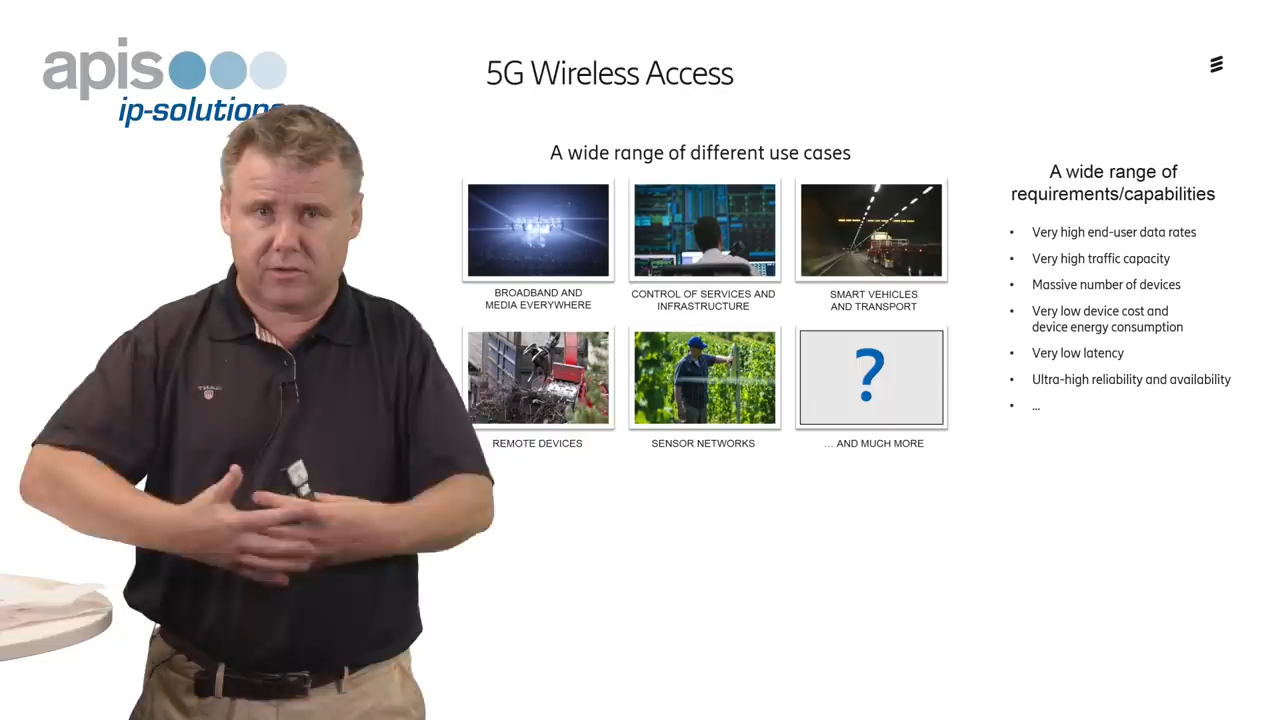 apis
ip-solutions
5G Wireless Access
A wide range of different use cases
BROADBAND AND
MEDIA EVERYWHERE
CONTROL OF SERVICES AND
INFRASTRUCTURE
SMART VEHICLES
AND TRANSPORT
?
REMOTE DEVICES
SENSOR NETWORKS
... AND MUCH MORE
A wide range of
requirements/capabilities
• Very high end-user data rates
• Very high traffic capacity
• Massive number of devices
• Very low device cost and
device energy consumption
• Very low latency
• Ultra-high reliability and availability
• ...